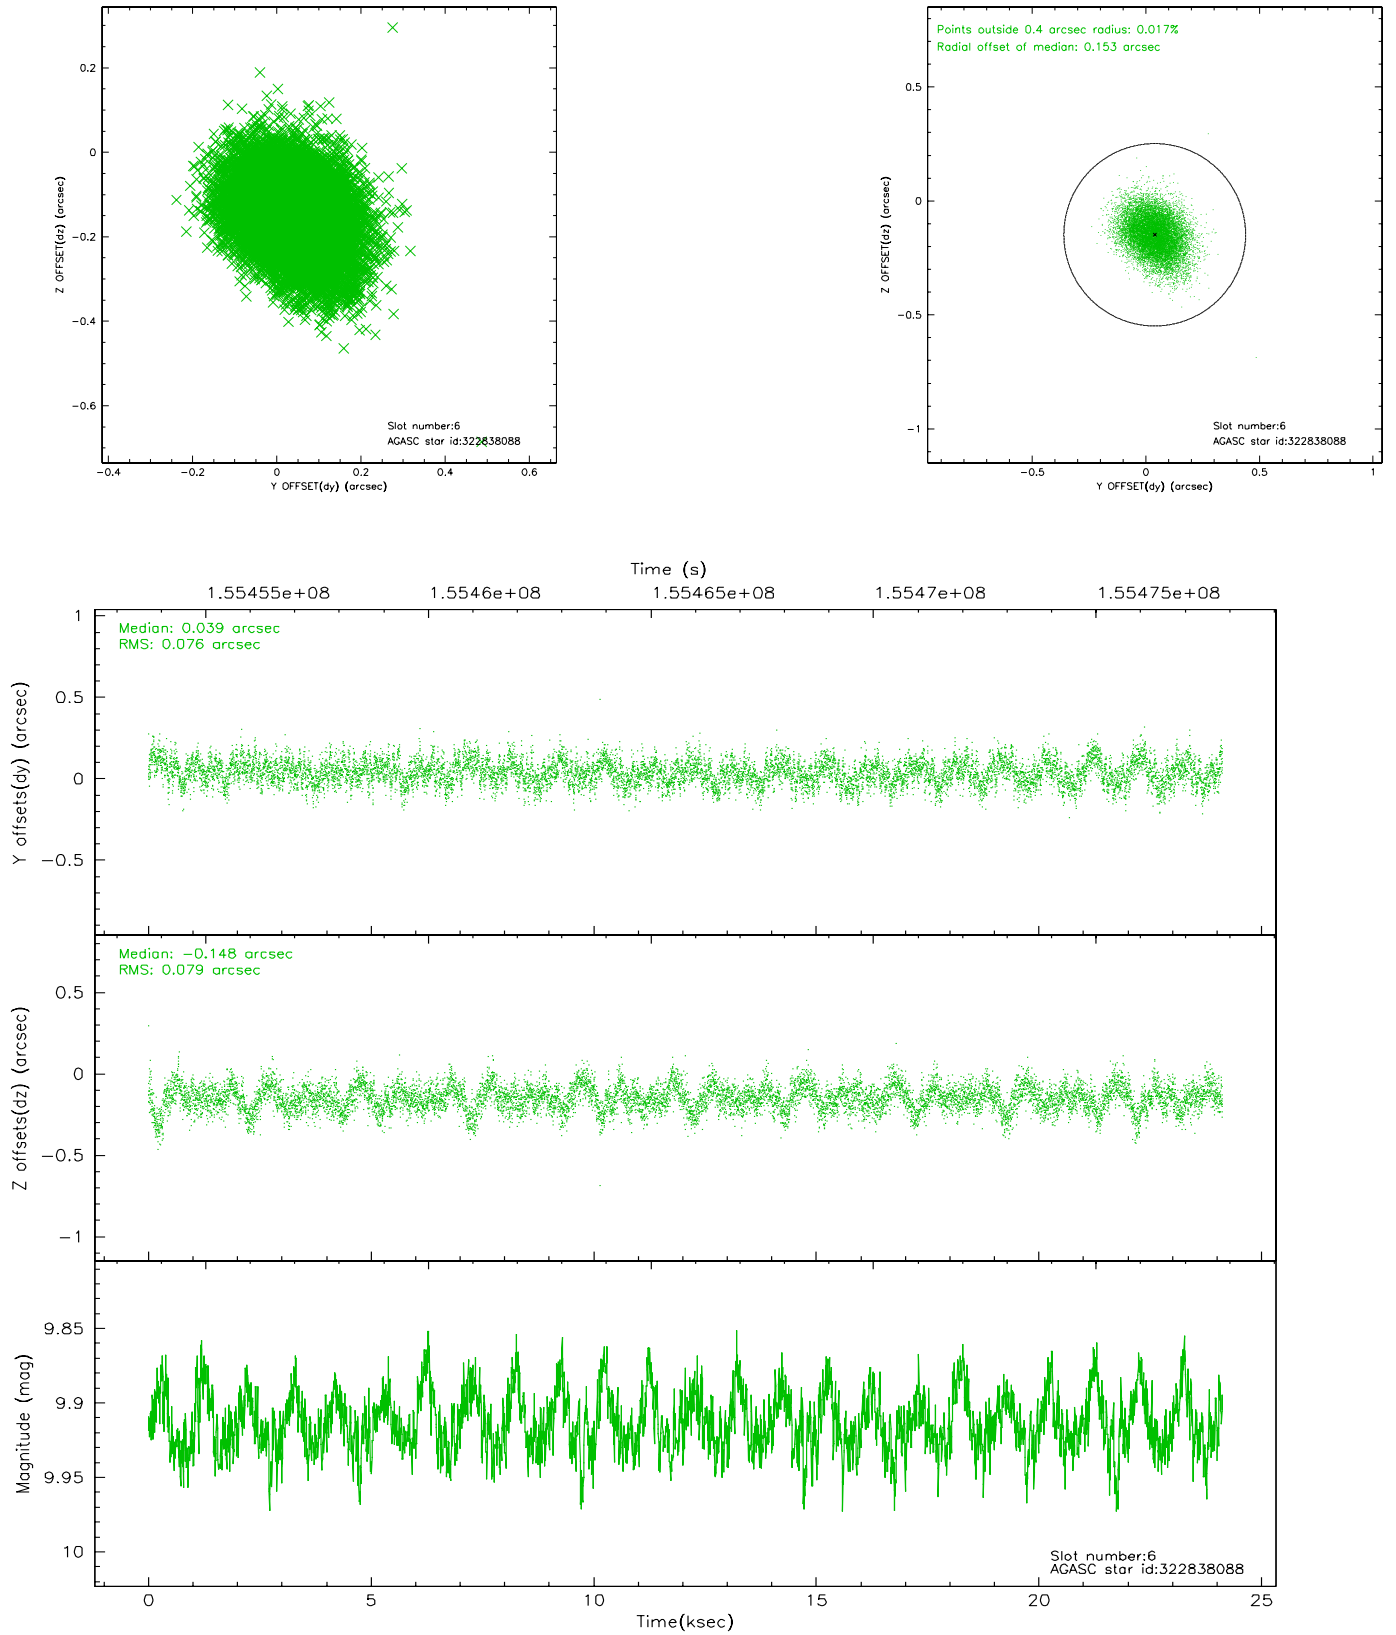 0.2
0
−0.2
−0.4
−0.6
Z OFFSET(dz) (arcsec)
Slot number:6
AGASC star id:322838088
−0.4
−0.2
0
0.2
0.4
0.6
Y OFFSET(dy) (arcsec)
Points outside 0.4 arcsec radius: 0.017%
Radial offset of median: 0.153 arcsec
0.5
0
−0.5
−1
Z OFFSET(dz) (arcsec)
Slot number:6
AGASC star id:322838088
−0.5
0
0.5
1
Y OFFSET(dy) (arcsec)
Time (s)
1.55455e+08
1.5546e+08
1.55465e+08
1.5547e+08
1.55475e+08
Median: 0.039 arcsec
RMS: 0.076 arcsec
1
0.5
0
−0.5
Y offsets(dy) (arcsec)
Median: −0.148 arcsec
RMS: 0.079 arcsec
0.5
0
−0.5
−1
Z offsets(dz) (arcsec)
9.85
9.9
9.95
10
Magnitude (mag)
Slot number:6
AGASC star id:322838088
0
5
10
15
20
25
Time(ksec)